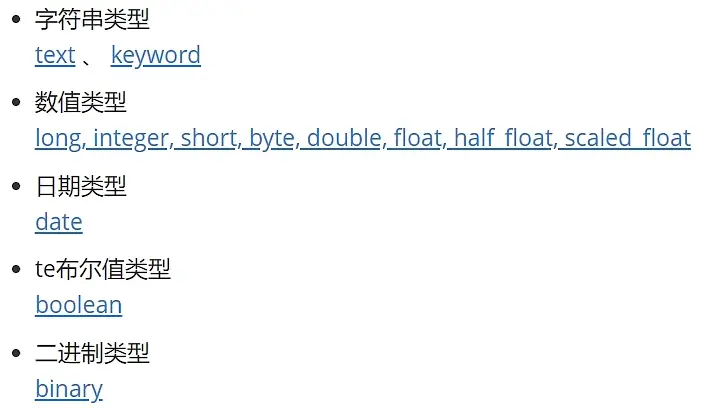 字符串类型
text 、 keyword
数值类型
long, integer, short, byte, double, float, half_float, scaled_float
日期类型
date
te布尔值类型
boolean
二进制类型
binary